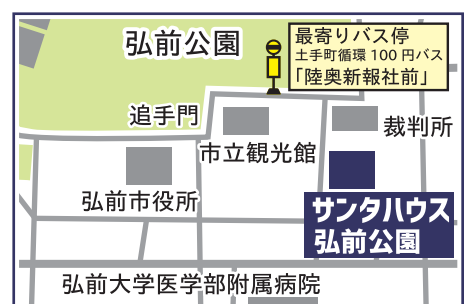 弘前公園
最寄りバス停
土手町循環100円バス
「陸奥新報社前」
追手門
裁判所
市立観光館
弘前市役所
サンタハウス
弘前公園
弘前大学医学部附属病院